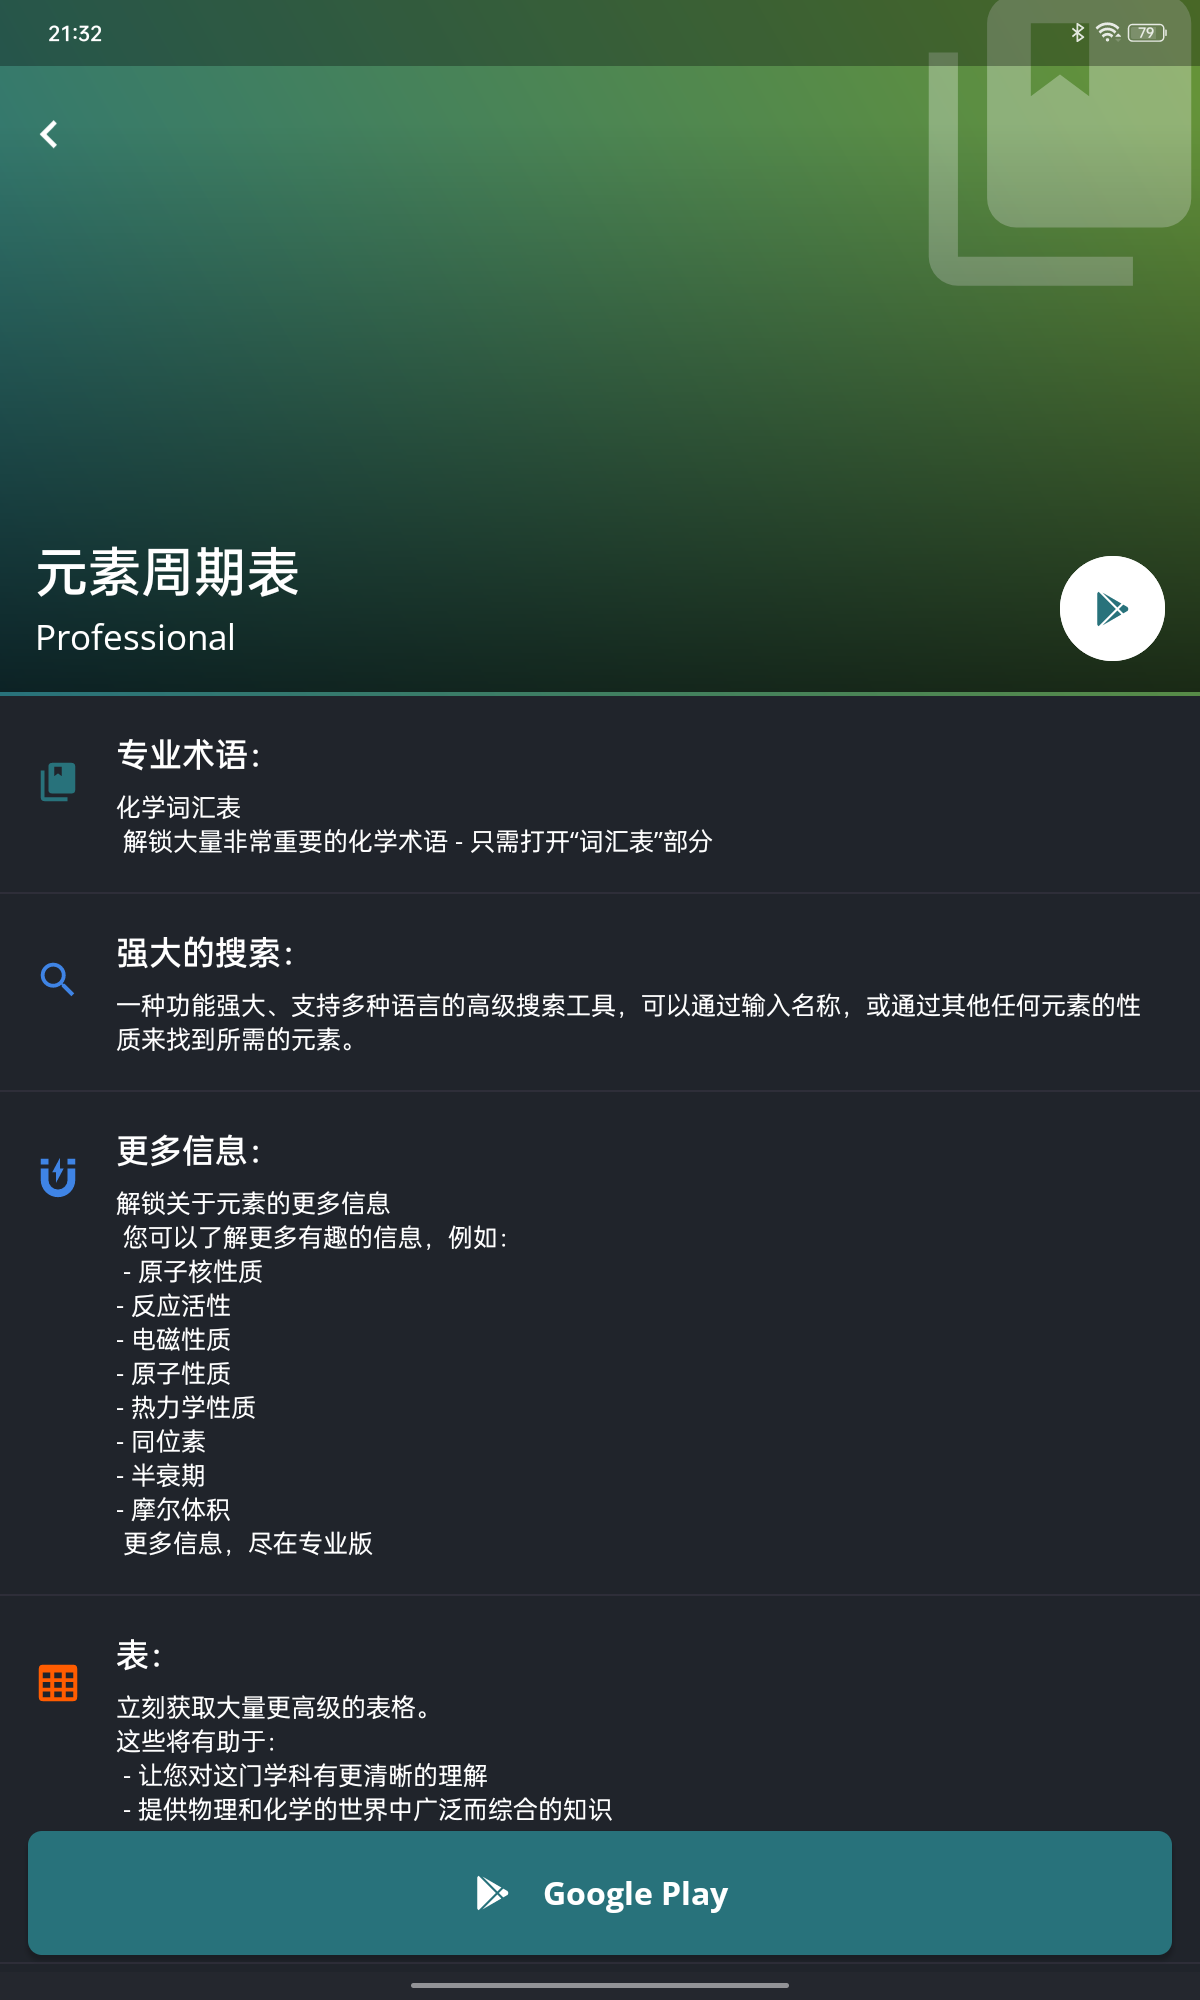 21:32
79
元素周期表
Professional
专业术语：
化学词汇表
解锁大量非常重要的化学术语 - 只需打开“词汇表”部分
强大的搜索：
一种功能强大、支持多种语言的高级搜索工具，可以通过输入名称，或通过其他任何元素的性
质来找到所需的元素。
更多信息：
解锁关于元素的更多信息
您可以了解更多有趣的信息，例如：
- 原子核性质
- 反应活性
- 电磁性质
- 原子性质
- 热力学性质
- 同位素
- 半衰期
- 摩尔体积
更多信息，尽在专业版
表：
立刻获取大量更高级的表格。
这些将有助于：
- 让您对这门学科有更清晰的理解
- 提供物理和化学的世界中广泛而综合的知识
Google Play